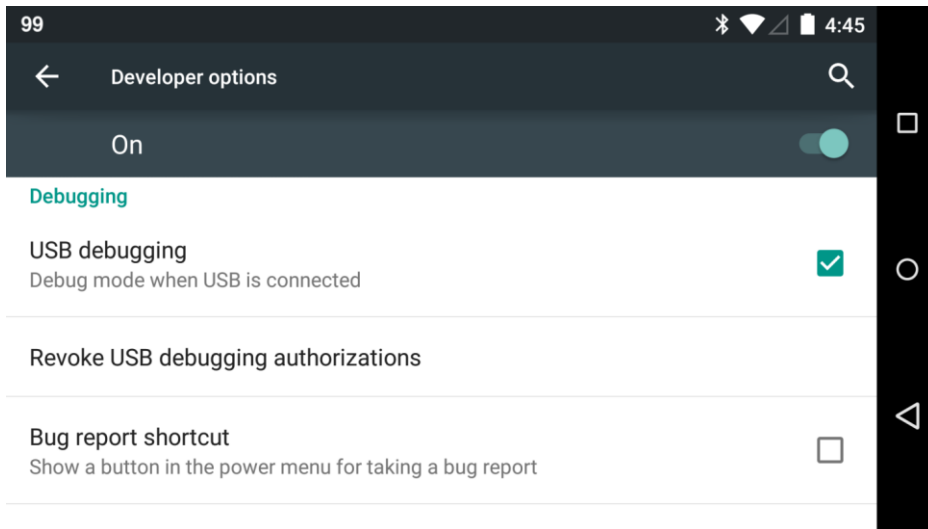 99
4:45
Developer options
On
Debugging
USB debugging
Debug mode when USB is connected
Revoke USB debugging authorizations
Bug report shortcut
Show a button in the power menu for taking a bug report